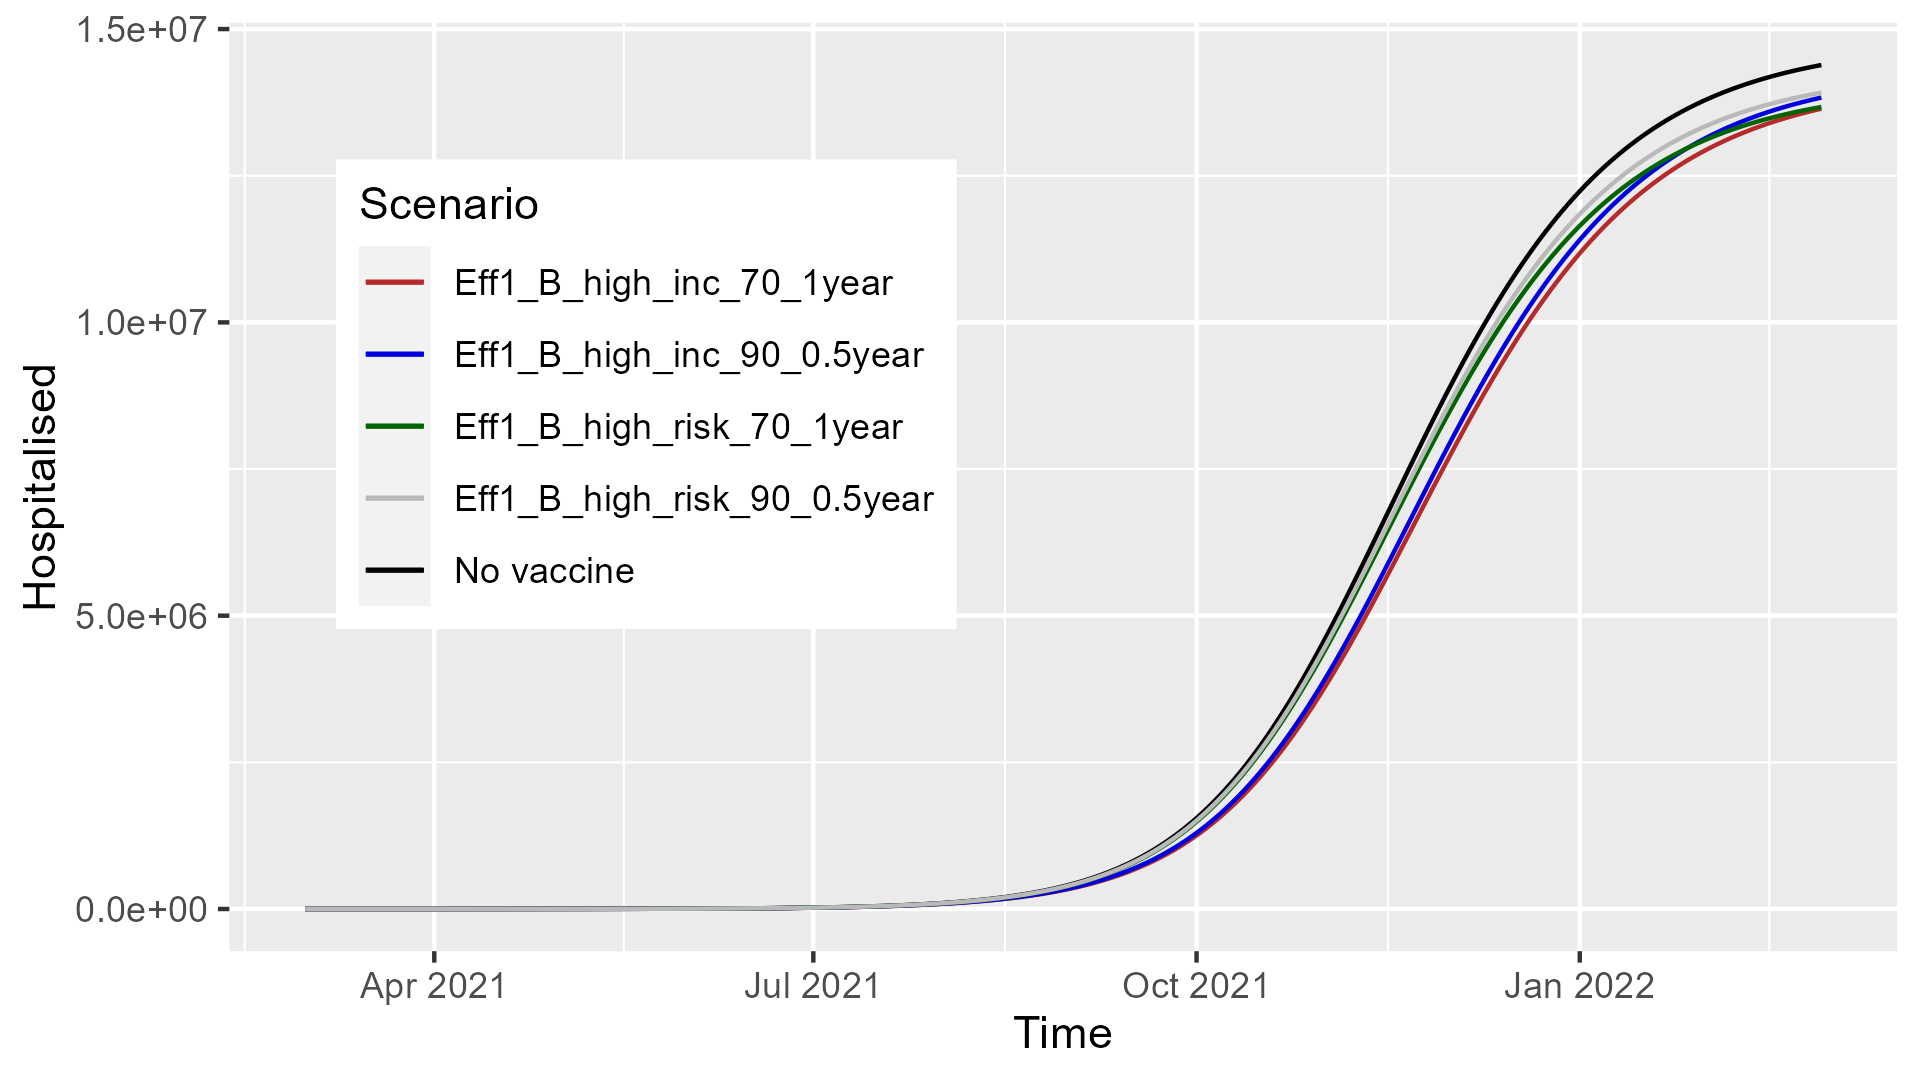 1.5e+07
1.0e+07
5.0e+06
0.0e+00
Hospitalised
Scenario
Eff1_B_high_inc_70_1year
Eff1_B_high_inc_90_0.5year
Eff1_B_high_risk_70_1year
Eff1_B_high_risk_90_0.5year
No vaccine
Apr 2021
Jul 2021
Oct 2021
Jan 2022
Time